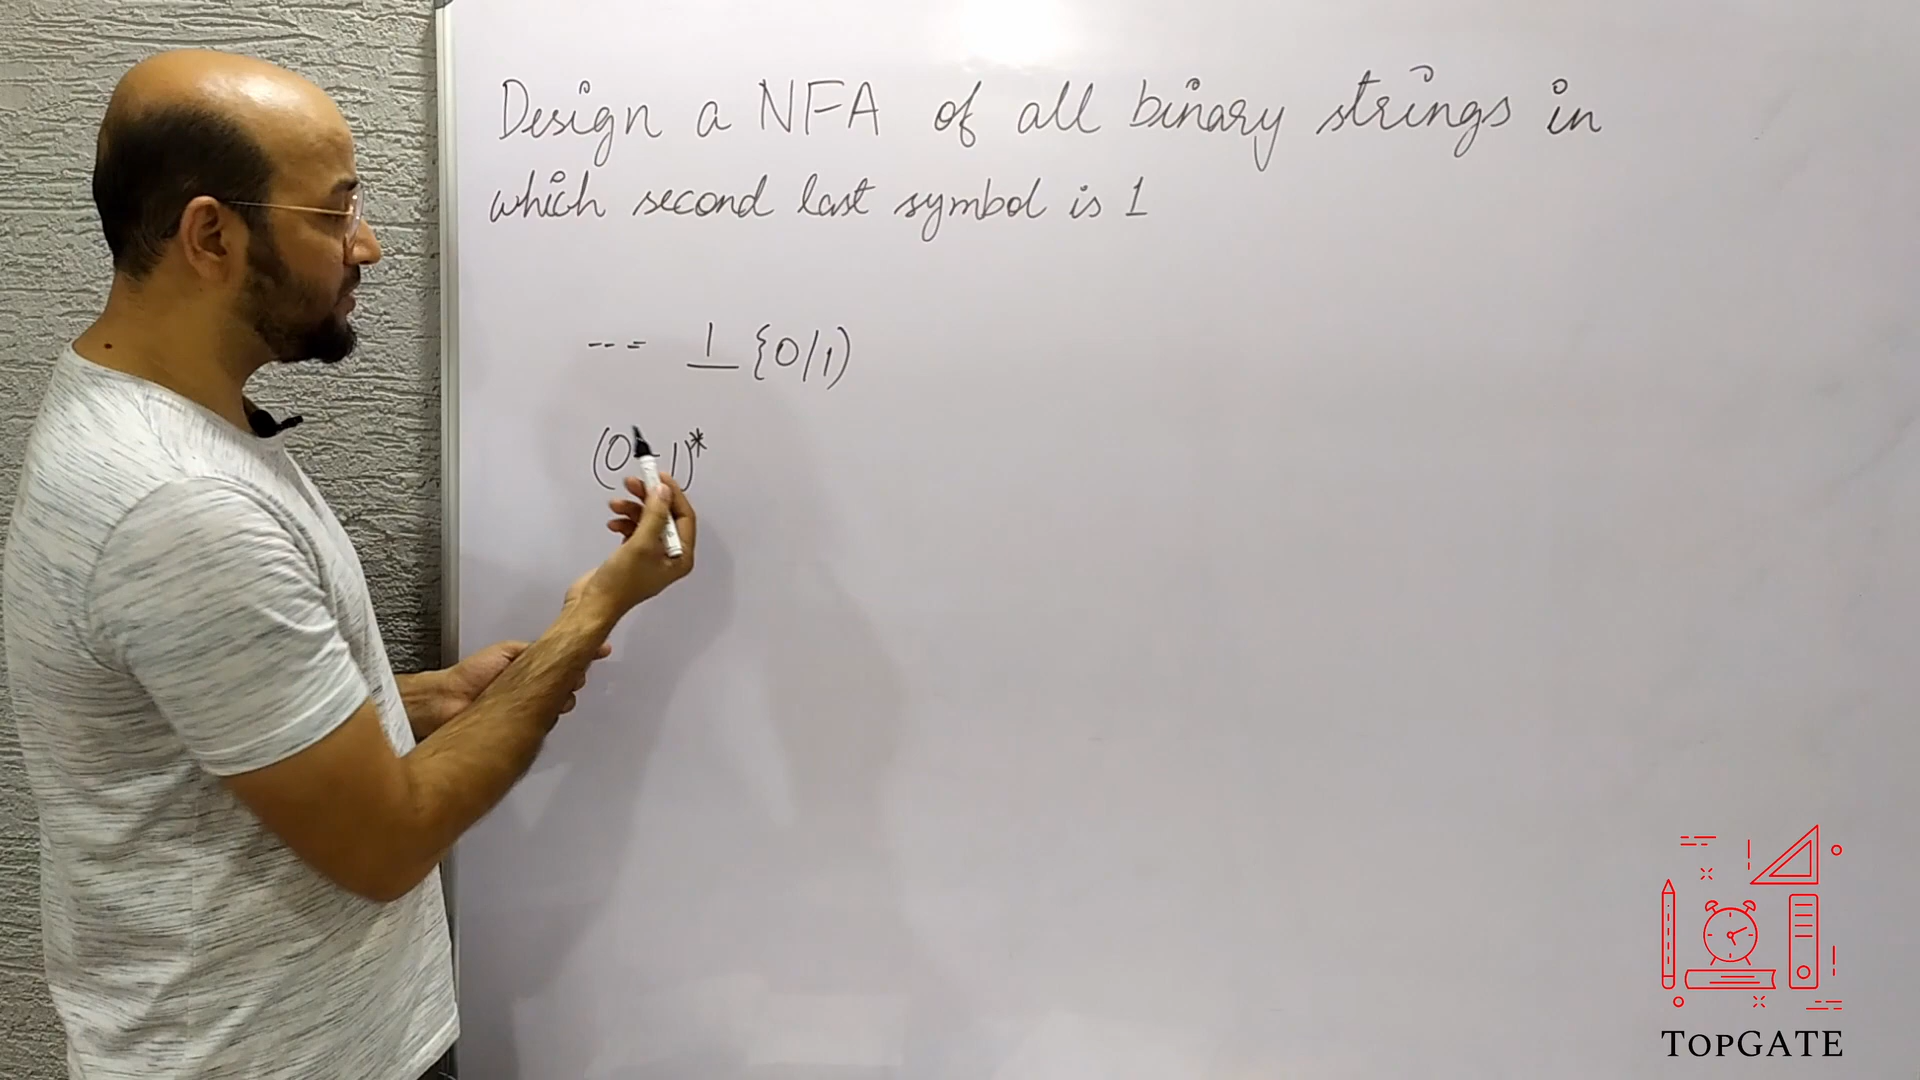 Design a NFA of all binary strings in
which second last symbol is 1
--- 1 {0/1)
(0+1)*
TOPGATE